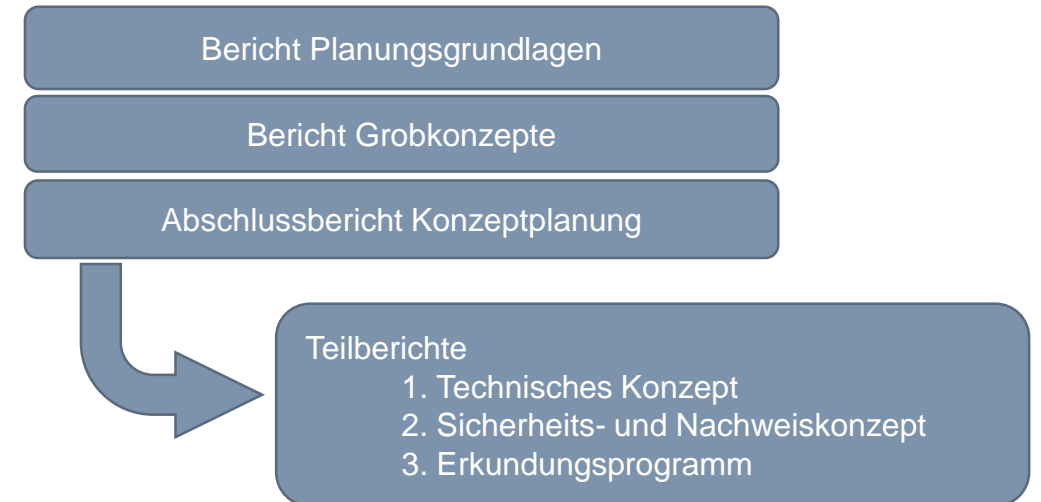 Bericht Planungsgrundlagen
Bericht Grobkonzepte
Abschlussbericht Konzeptplanung
Teilberichte
1. Technisches Konzept
2. Sicherheits- und Nachweiskonzept
3. Erkundungsprogramm